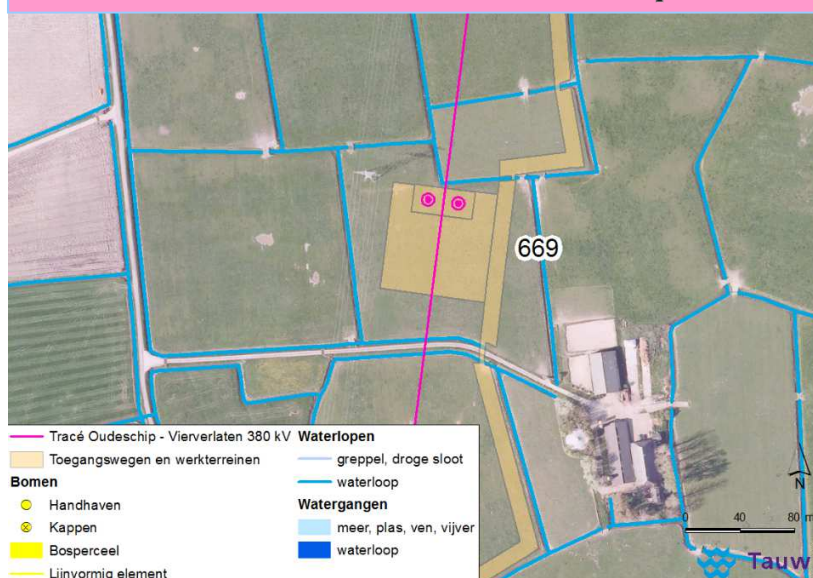 669
Tracé Oudeschip - Vierverlaten 380 kV
Toegangswegen en werkterreinen
Bomen
Handhaven
Kappen
Bosperceel
Lijnvormig element
Waterlopen
greppel, droge sloot
waterloop
Watergangen
meer, plas, ven, vijver
waterloop
N
0 40 80 m
Tauw